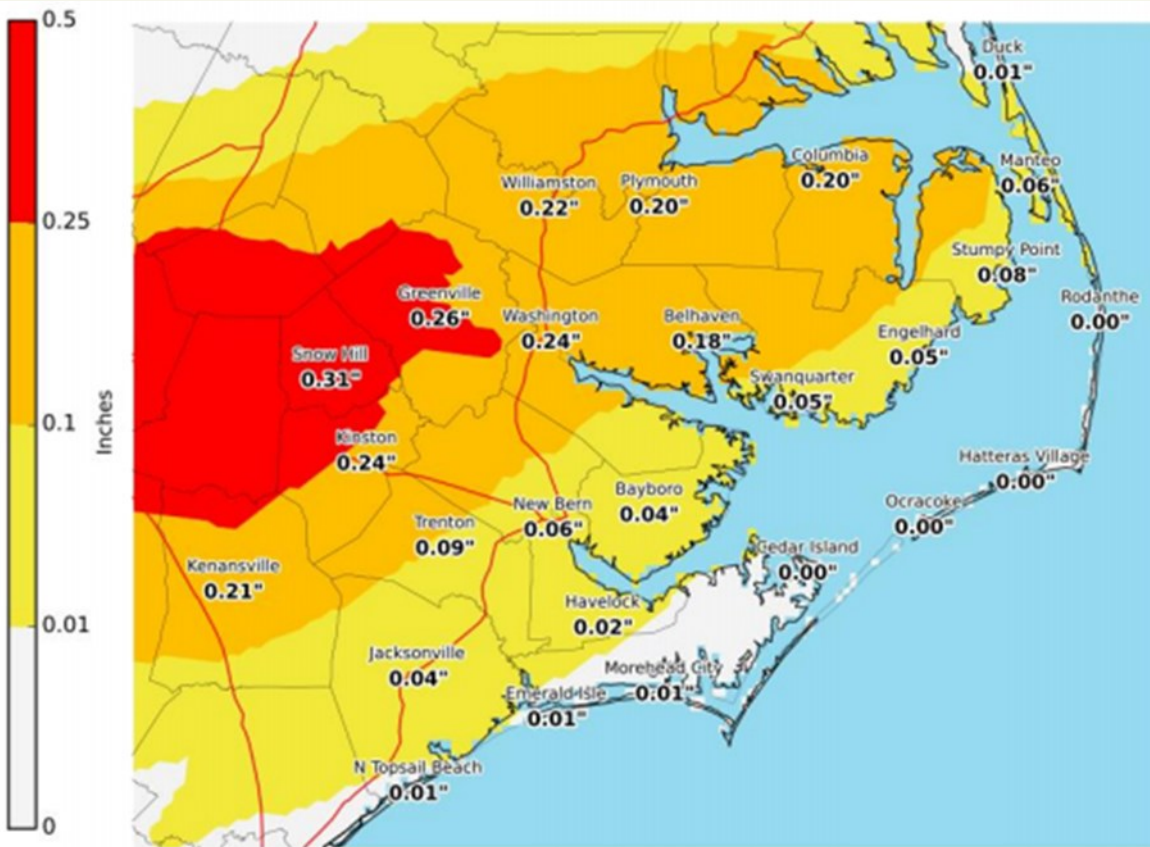 0.5
0.25
0.1
0.01
0
Inches
Duck
0.01"
Columbia
0.20"
Manteo
0.06"
Williamston
0.22"
Plymouth
0.20"
Stumpy Point
0.08"
Greenville
0.26"
Washington
0.24"
Belhaven
0.18"
Rodanthe
0.00"
Engelhard
0.05"
Snow Hill
0.31"
Swanquarter
0.05"
Kinston
0.24"
Hatteras Village
0.00"
Bayboro
0.04"
New Bern
0.06"
Ocracoke
0.00"
Trenton
0.09"
Cedar Island
0.00"
Kenansville
0.21"
Havelock
0.02"
Jacksonville
0.04"
Morehead City
0.01"
Emerald Isle
0.01"
N Topsail Beach
0.01"